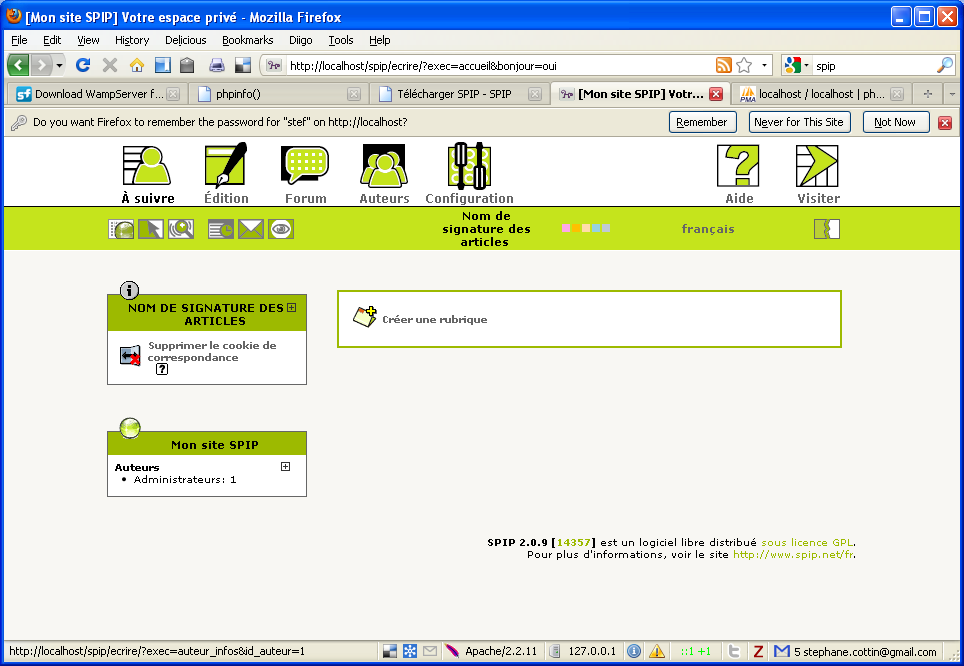 [Mon site SPIP] Votre espace privé - Mozilla Firefox
File Edit View History Delicious Bookmarks Diigo Tools Help
http://localhost/spip/ecrire/?exec=accueil&bonjour=oui
spip
Download WampServer f...
phpinfo()
Télécharger SPIP - SPIP
[Mon site SPIP] Votr...
localhost / localhost | ph...
Do you want Firefox to remember the password for "stef" on http://localhost?
Remember
Never for This Site
Not Now
À suivre
Édition
Forum
Auteurs
Configuration
Aide
Visiter
Nom de
signature des
articles
français
NOM DE SIGNATURE DES
ARTICLES
Supprimer le cookie de
correspondance
?
Créer une rubrique
Mon site SPIP
Auteurs
• Administrateurs: 1
SPIP 2.0.9 [14357] est un logiciel libre distribué sous licence GPL.
Pour plus d'informations, voir le site http://www.spip.net/fr.
http://localhost/spip/ecrire/?exec=auteur_infos&id_auteur=1
Apache/2.2.11
127.0.0.1
::1 +1
5 stephane.cottin@gmail.com